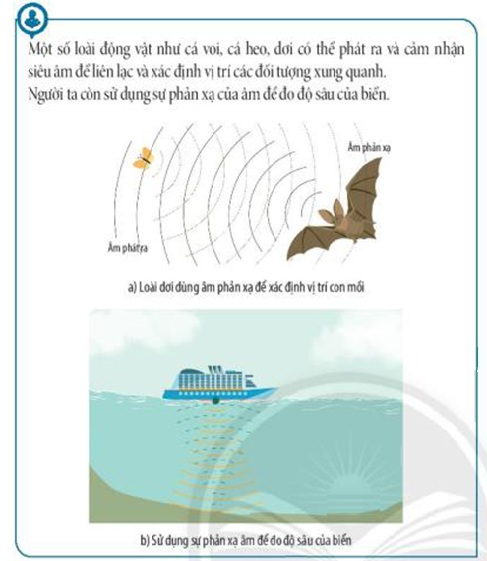 Một số loài động vật như cá voi, cá heo, dơi có thể phát ra và cảm nhận
siêu âm để liên lạc và xác định vị trí các đối tượng xung quanh.
Người ta còn sử dụng sự phản xạ của âm để đo độ sâu của biển.
Âm phản xạ
Âm phát ra
a) Loài dơi dùng âm phản xạ để xác định vị trí con mồi
b) Sử dụng sự phản xạ âm để đo độ sâu của biển